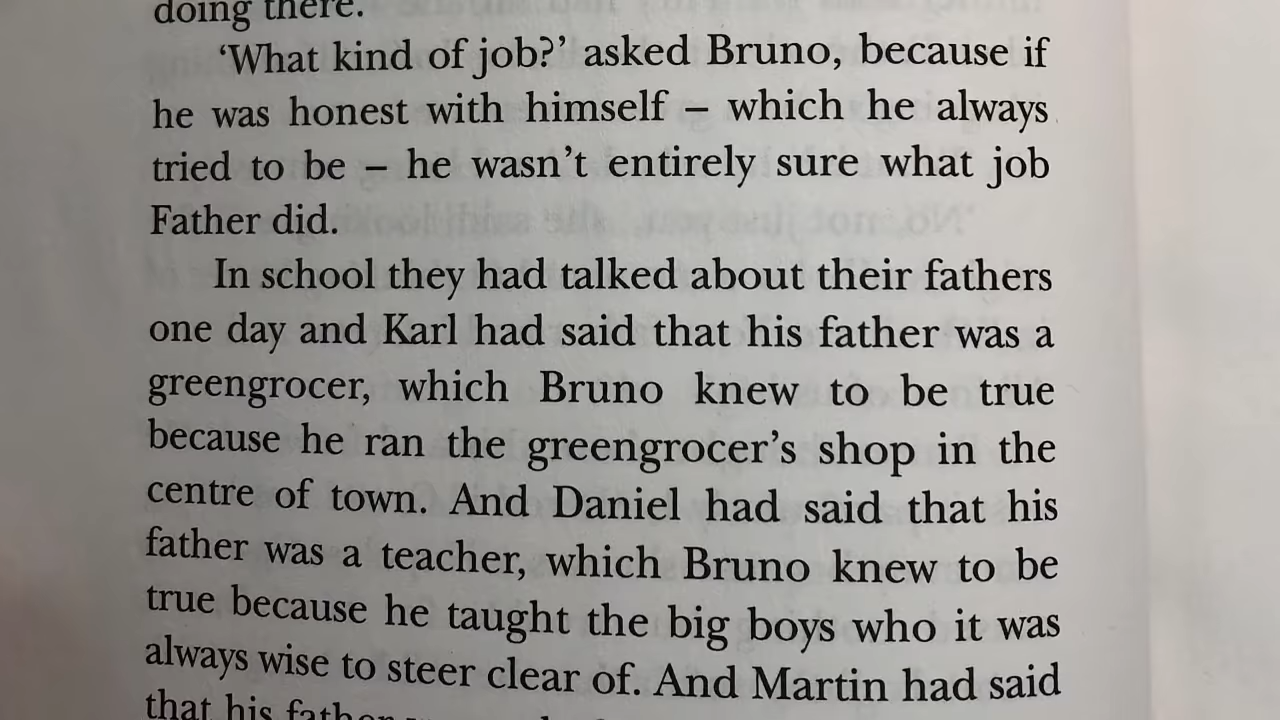 doing there.
‘What kind of job?’ asked Bruno, because if
he was honest with himself – which he always
tried to be – he wasn’t entirely sure what job
Father did.
In school they had talked about their fathers
one day and Karl had said that his father was a
greengrocer, which Bruno knew to be true
because he ran the greengrocer’s shop in the
centre of town. And Daniel had said that his
father was a teacher, which Bruno knew to be
true because he taught the big boys who it was
always wise to steer clear of. And Martin had said
that his father